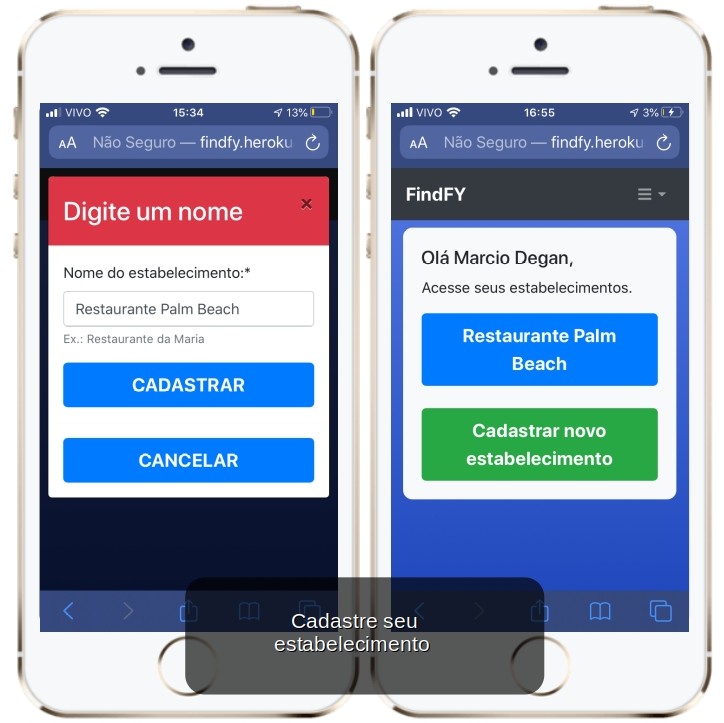 VIVO 15:34 13%
AA Não Seguro — findfy.heroku
Digite um nome ×
Nome do estabelecimento:*
Restaurante Palm Beach
Ex.: Restaurante da Maria
CADASTRAR
CANCELAR
VIVO 16:55 3%
AA Não Seguro — findfy.heroku
FindFY
Olá Marcio Degan,
Acesse seus estabelecimentos.
Restaurante Palm
Beach
Cadastrar novo
estabelecimento
Cadastre seu
estabelecimento